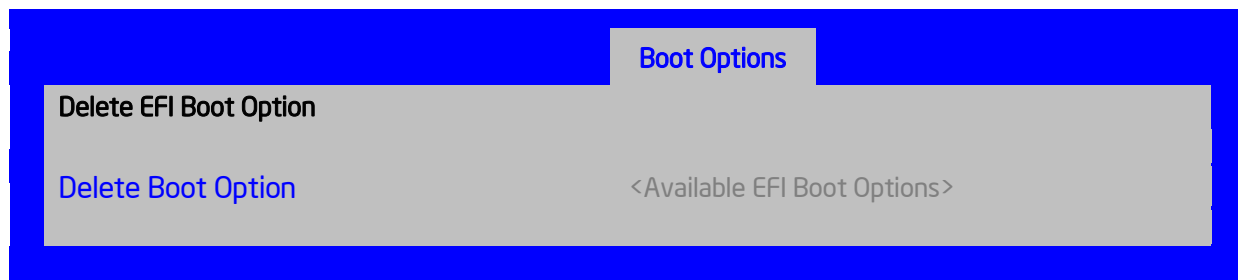 Boot Options
Delete EFI Boot Option
Delete Boot Option <Available EFI Boot Options>